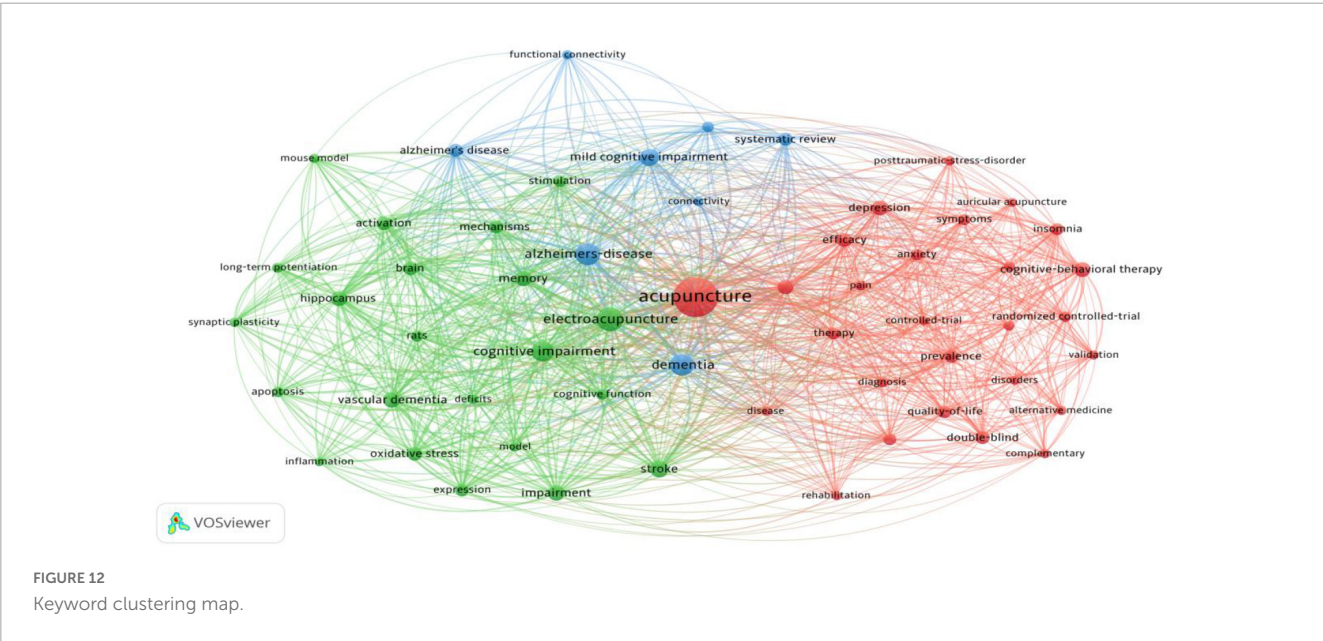 functional connectivity
systematic review
alzheimer's disease
mild cognitive impairment
mouse model
posttraumatic-stress-disorder
stimulation
connectivity
auricular acupuncture
depression
symptoms
activation
mechanisms
insomnia
efficacy
alzheimers-disease
anxiety
long-term potentiation
brain
cognitive-behavioral therapy
memory
pain
hippocampus
acupuncture
randomized controlled-trial
synaptic plasticity
electroacupuncture
controlled-trial
rats
therapy
cognitive impairment
prevalence
validation
dementia
diagnosis
disorders
apoptosis
cognitive function
vascular dementia
deficits
disease
quality-of-life
alternative medicine
double-blind
model
oxidative stress
complementary
inflammation
stroke
expression
impairment
rehabilitation
VOSviewer
FIGURE 12
Keyword clustering map.